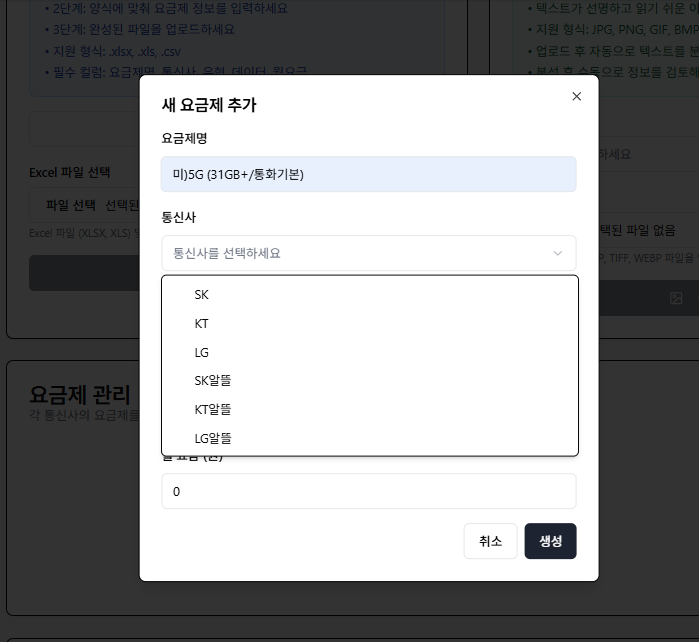 • 2단계: 양식에 맞춰 요금제 정보를 입력하세요
• 3단계: 완성된 파일을 업로드하세요
• 지원 형식: .xlsx, .xls, .csv
• 필수 컬럼: 요금제명, 통신사, 유형, 데이터, 월요금
• 텍스트가 선명하고 읽기 쉬운
• 지원 형식: JPG, PNG, GIF, BMP
• 업로드 후 자동으로 텍스트를
• 분석 후 수동으로 정보를 검토
새 요금제 추가
요금제명
미)5G (31GB+/통화기본)
통신사
통신사를 선택하세요
SK
KT
LG
SK알뜰
KT알뜰
LG알뜰
월 요금 (원)
0
취소
생성
Excel 파일 선택
파일 선택 선택된
Excel 파일 (XLSX, XLS)
하세요
택된 파일 없음
P, TIFF, WEBP 파일을
요금제 관리
각 통신사의 요금제를